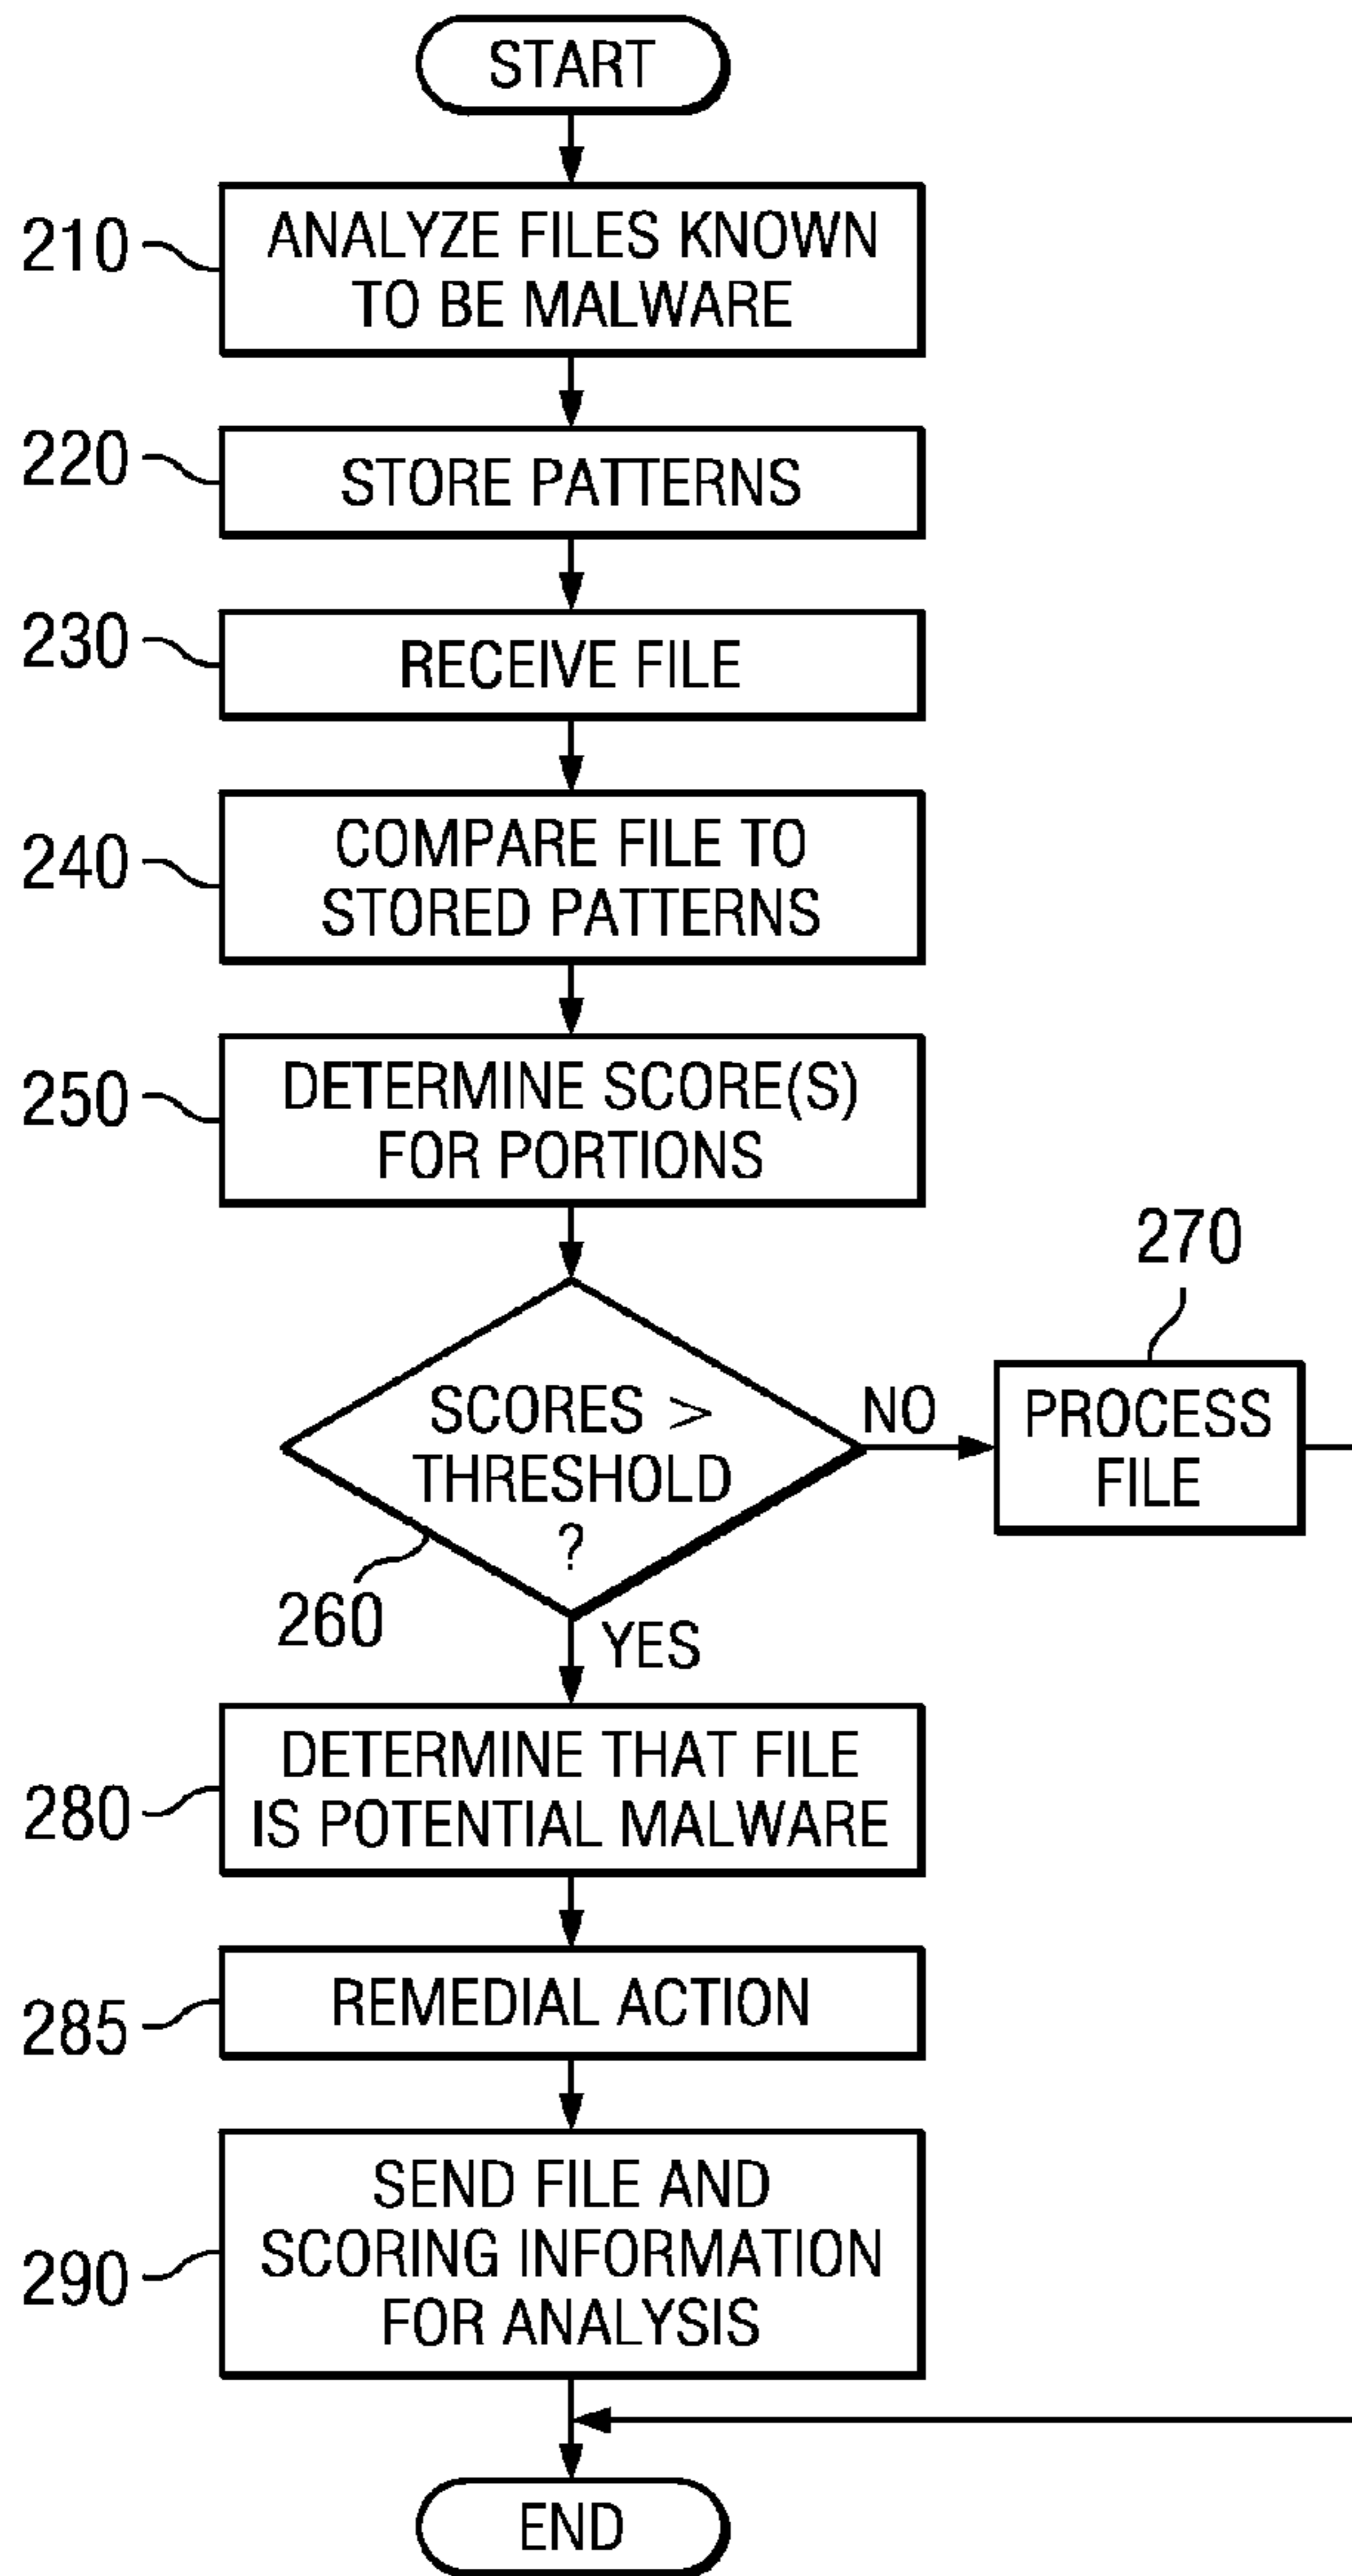 START
210
ANALYZE FILES KNOWN
TO BE MALWARE
220
STORE PATTERNS
230
RECEIVE FILE
240
COMPARE FILE TO
STORED PATTERNS
250
DETERMINE SCORE(S)
FOR PORTIONS
260
SCORES >
THRESHOLD
?
NO
270
PROCESS
FILE
YES
280
DETERMINE THAT FILE
IS POTENTIAL MALWARE
285
REMEDIAL ACTION
290
SEND FILE AND
SCORING INFORMATION
FOR ANALYSIS
END